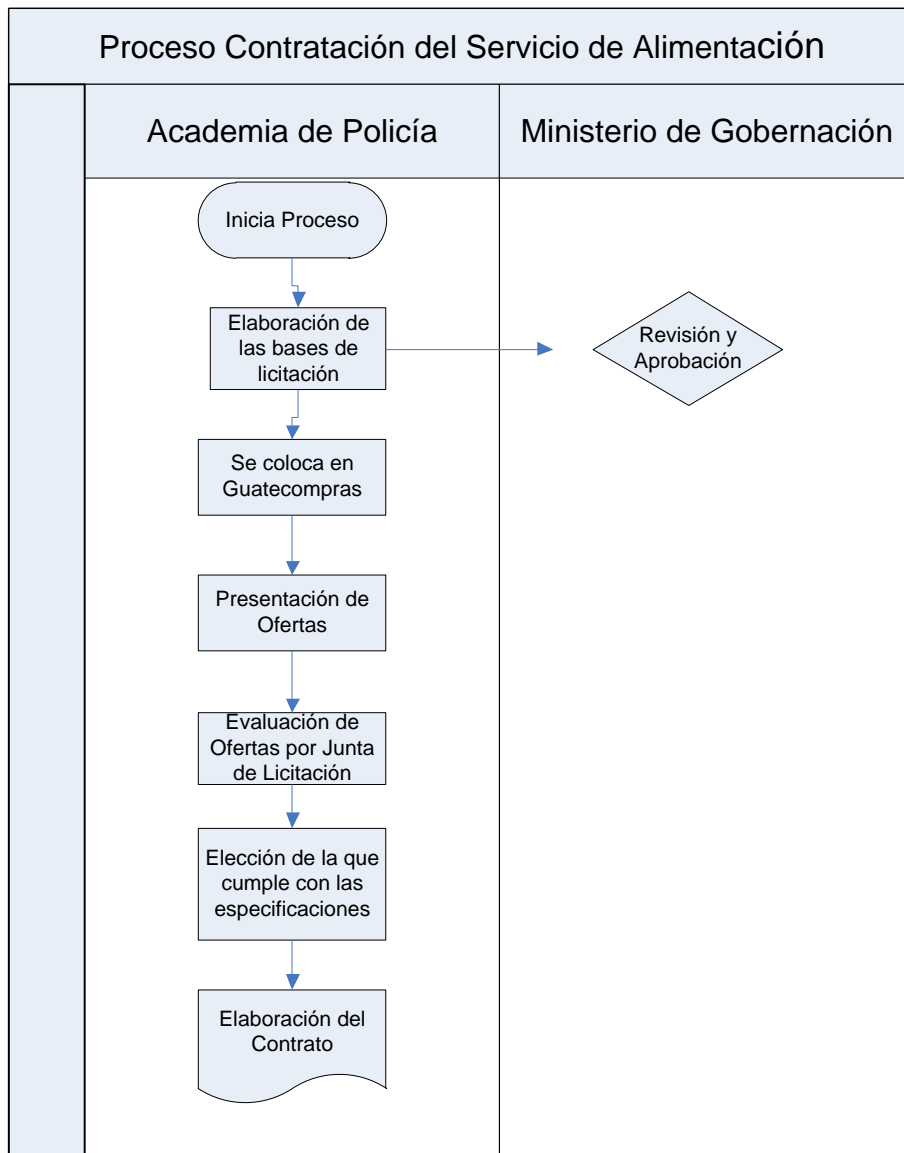 Proceso Contratación del Servicio de Alimentación
Academia de Policía
Ministerio de Gobernación
Inicia Proceso
Elaboración de
las bases de
licitación
Revisión y
Aprobación
Se coloca en
Guatecompras
Presentación de
Ofertas
Evaluación de
Ofertas por Junta
de Licitación
Elección de la que
cumple con las
especificaciones
Elaboración del
Contrato